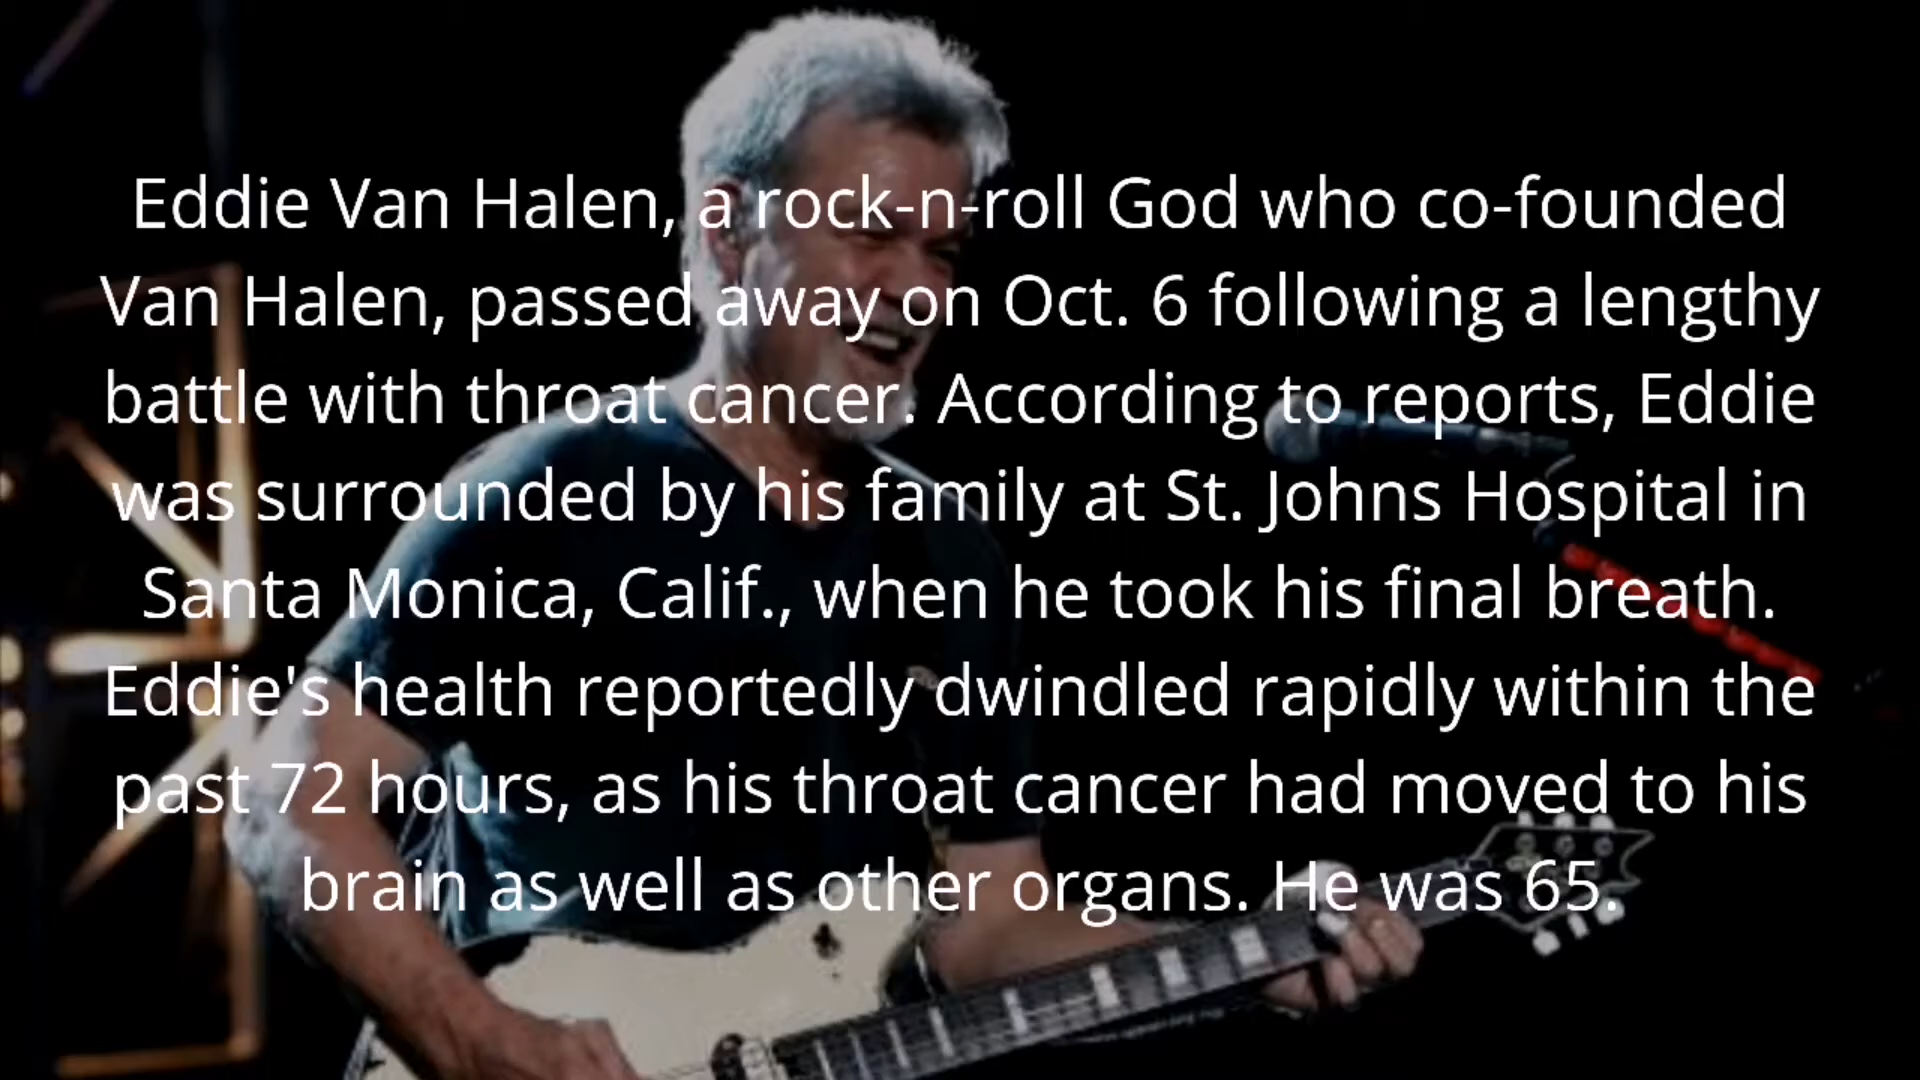 Eddie Van Halen, a rock-n-roll God who co-founded
Van Halen, passed away on Oct. 6 following a lengthy
battle with throat cancer. According to reports, Eddie
was surrounded by his family at St. Johns Hospital in
Santa Monica, Calif., when he took his final breath.
Eddie's health reportedly dwindled rapidly within the
past 72 hours, as his throat cancer had moved to his
brain as well as other organs. He was 65.